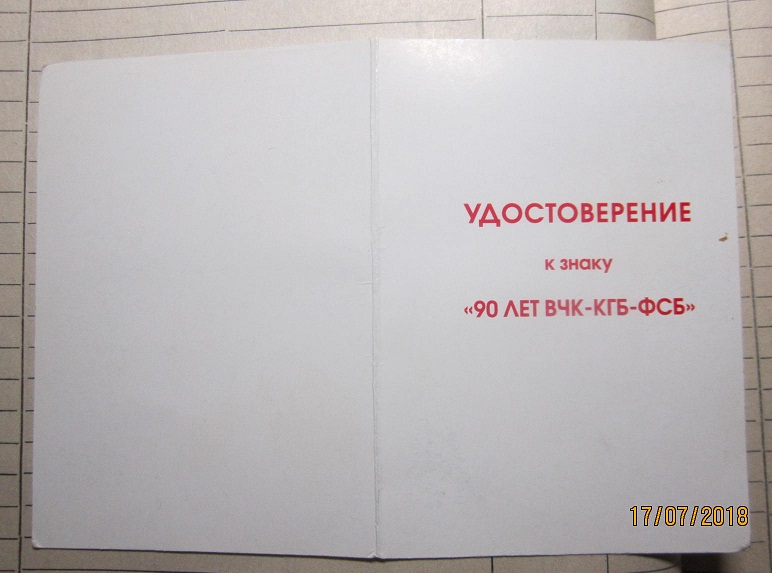 УДОСТОВЕРЕНИЕ
к знаку
«90 ЛЕТ ВЧК-КГБ-ФСБ»
17/07/2018